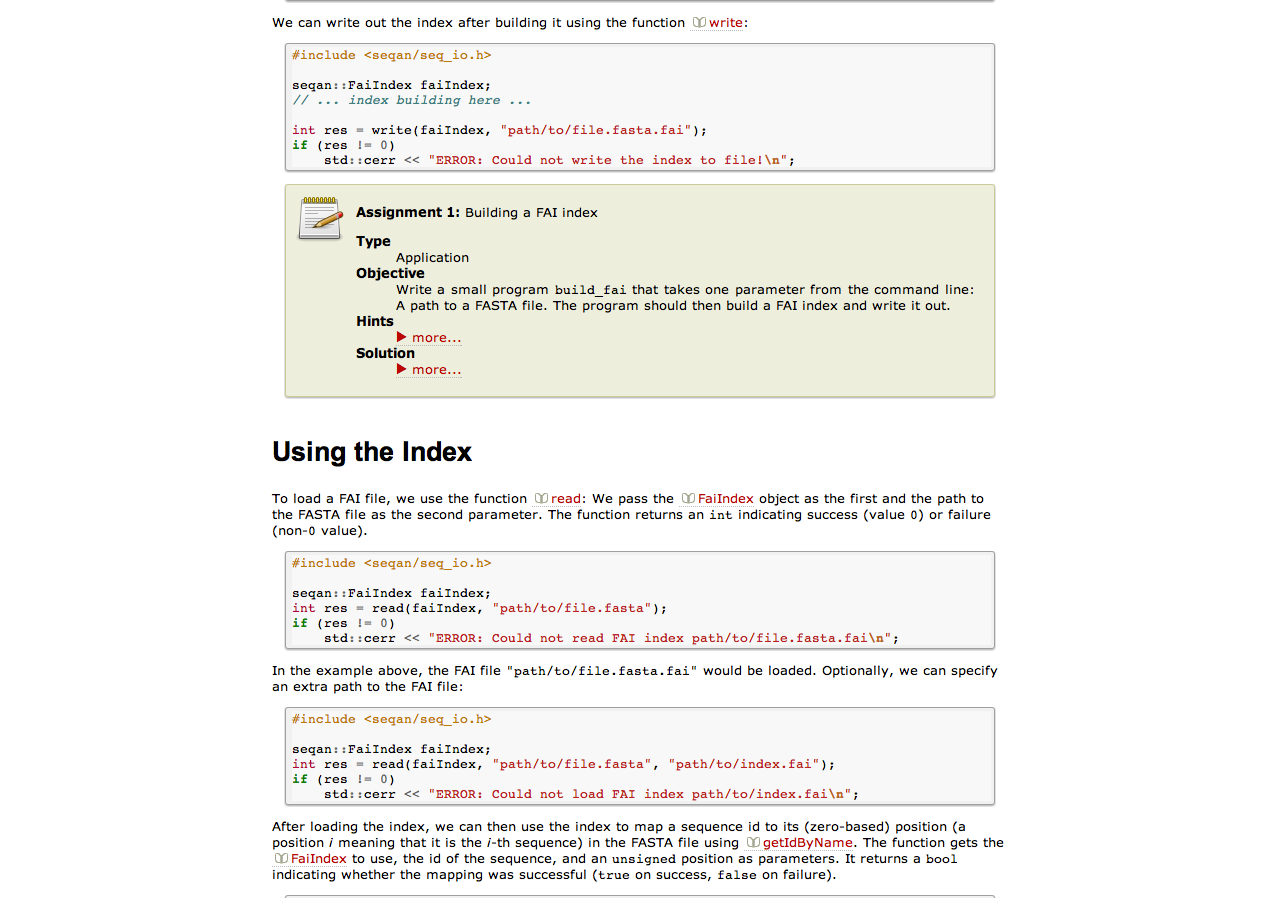 We can write out the index after building it using the function write:
#include <seqan/seq_io.h>
seqan::FaiIndex faiIndex;
// ... index building here ...
int res = write(faiIndex, "path/to/file.fasta.fai");
if (res != 0)
std::cerr << "ERROR: Could not write the index to file!\n";
Assignment 1: Building a FAI index
Type
Application
Objective
Write a small program build_fai that takes one parameter from the command line:
A path to a FASTA file. The program should then build a FAI index and write it out.
Hints
more...
Solution
more...
Using the Index
To load a FAI file, we use the function read: We pass the FaiIndex object as the first and the path to
the FASTA file as the second parameter. The function returns an int indicating success (value 0) or failure
(non-0 value).
#include <seqan/seq_io.h>
seqan::FaiIndex faiIndex;
int res = read(faiIndex, "path/to/file.fasta");
if (res != 0)
std::cerr << "ERROR: Could not read FAI index path/to/file.fasta.fai\n";
In the example above, the FAI file "path/to/file.fasta.fai" would be loaded. Optionally, we can specify
an extra path to the FAI file:
#include <seqan/seq_io.h>
seqan::FaiIndex faiIndex;
int res = read(faiIndex, "path/to/file.fasta", "path/to/index.fai");
if (res != 0)
std::cerr << "ERROR: Could not load FAI index path/to/index.fai\n";
After loading the index, we can then use the index to map a sequence id to its (zero-based) position (a
position i meaning that it is the i-th sequence) in the FASTA file using getIdByName. The function gets the
FaiIndex to use, the id of the sequence, and an unsigned position as parameters. It returns a bool
indicating whether the mapping was successful (true on success, false on failure).